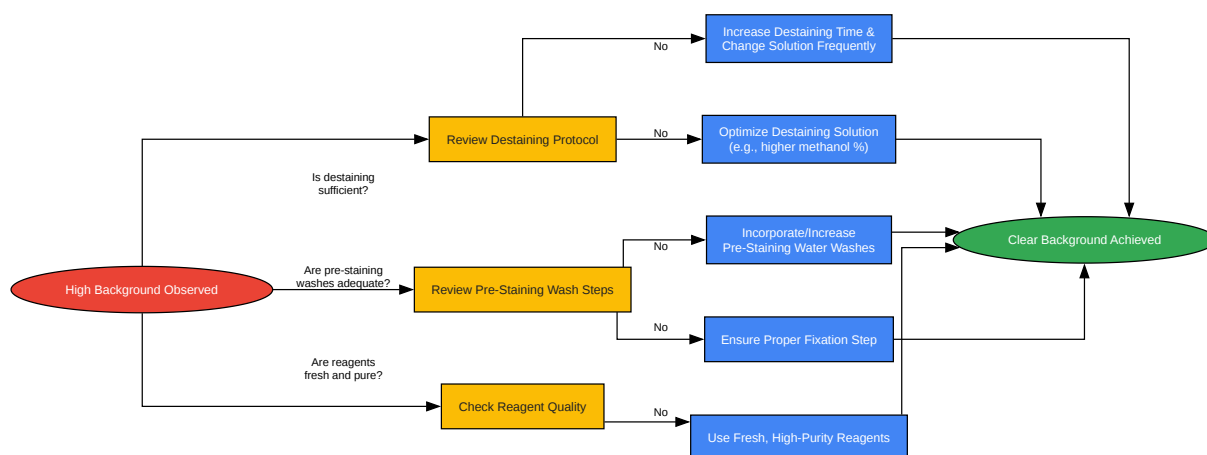 Increase Destaining Time &
Change Solution Frequently
No
Review Destaining Protocol
No
Optimize Destaining Solution
(e.g., higher methanol %)
Is destaining
sufficient?
Incorporate/Increase
Pre-Staining Water Washes
No
Clear Background Achieved
Are pre-staining
washes adequate?
High Background Observed
Review Pre-Staining Wash Steps
No
Ensure Proper Fixation Step
Are reagents
fresh and pure?
Check Reagent Quality
No
Use Fresh, High-Purity Reagents